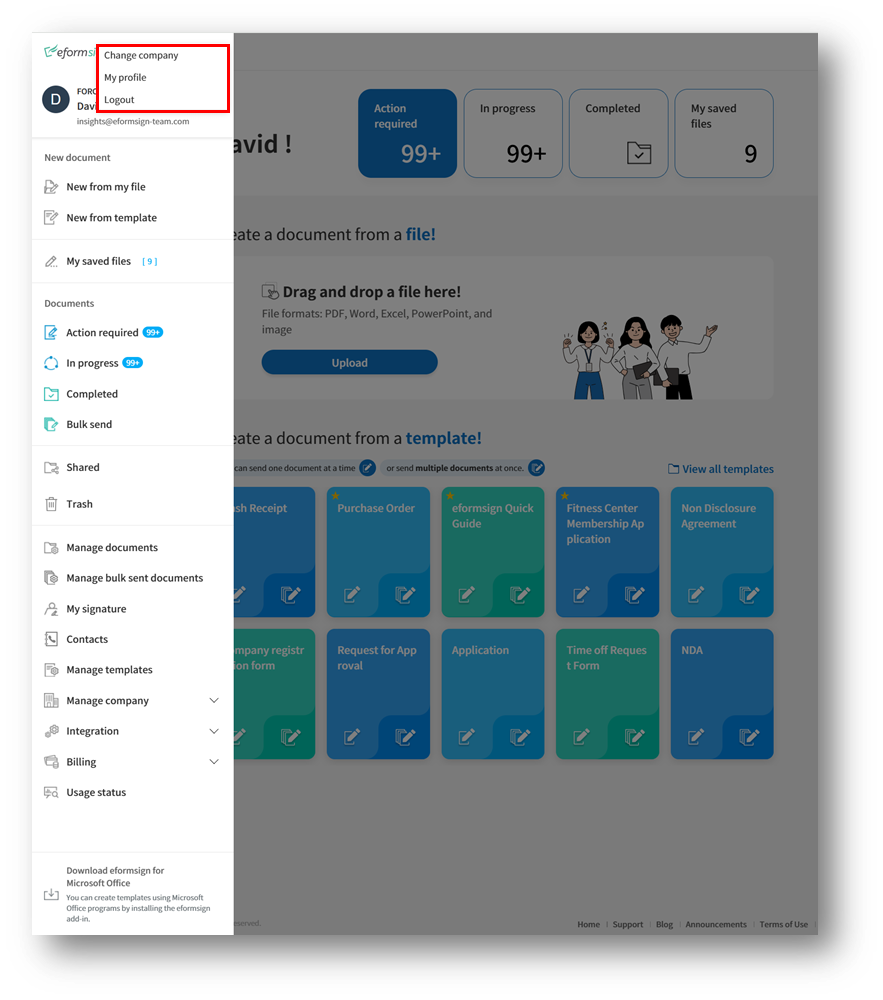 eformsi
Change company
My profile
Logout
D
FORC
Davi
insights@eformsign-team.com
New document
New from my file
New from template
My saved files [ 9 ]
Documents
Action required 99+
In progress 99+
Completed
Bulk send
Shared
Trash
Manage documents
Manage bulk sent documents
My signature
Contacts
Manage templates
Manage company
Integration
Billing
Usage status
Download eformsign for
Microsoft Office
You can create templates using Microsoft
Office programs by installing the eformsign
add-in.
avid !
Action
required
99+
In progress
99+
Completed
My saved
files
9
eate a document from a file!
Drag and drop a file here!
File formats: PDF, Word, Excel, PowerPoint, and
image
Upload
eate a document from a template!
can send one document at a time
or send multiple documents at once.
View all templates
sh Receipt
Purchase Order
eformsign Quick
Guide
Fitness Center
Membership Ap
plication
Non Disclosure
Agreement
mpany registr
ion form
Request for App
roval
Application
Time off Reques
t Form
NDA
served.
Home | Support | Blog | Announcements | Terms of Use |